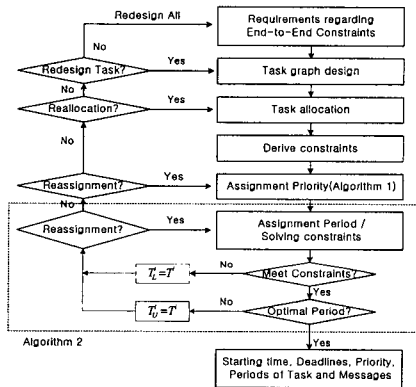 Redesign All
Requirements regarding
End-to-End Constraints
No
Redesign Task?
Yes
Task graph design
No
Reallocation?
Yes
Task allocation
No
Derive constraints
Reassignment?
Yes
Assignment Priority(Algorithm 1)
No
Reassignment?
Yes
Assignment Period /
Solving constraints
No
Meet Constraints?
Yes
No
Optimal Period?
Algorithm 2
Yes
Starting time, Deadlines, Priority,
Periods of Task and Messages